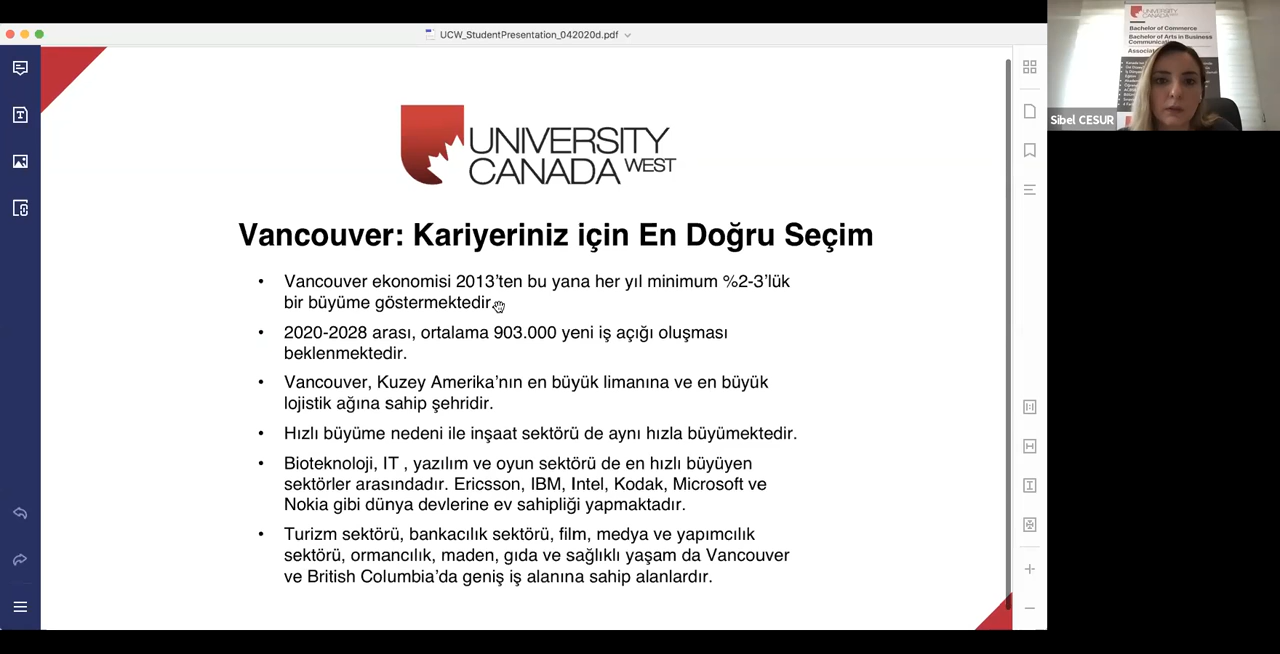 UCW_StudentPresentation_042020d.pdf
UNIVERSITY
CANADA WEST
Vancouver: Kariyeriniz için En Doğru Seçim
• Vancouver ekonomisi 2013’ten bu yana her yıl minimum %2-3’lük
bir büyüme göstermektedir.
• 2020-2028 arası, ortalama 903.000 yeni iş açığı oluşması
beklenmektedir.
• Vancouver, Kuzey Amerika’nın en büyük limanına ve en büyük
lojistik ağına sahip şehridir.
• Hızlı büyüme nedeni ile inşaat sektörü de aynı hızla büyümektedir.
• Bioteknoloji, IT , yazılım ve oyun sektörü de en hızlı büyüyen
sektörler arasındadır. Ericsson, IBM, Intel, Kodak, Microsoft ve
Nokia gibi dünya devlerine ev sahipliği yapmaktadır.
• Turizm sektörü, bankacılık sektörü, film, medya ve yapımcılık
sektörü, ormancılık, maden, gıda ve sağlıklı yaşam da Vancouver
ve British Columbia’da geniş iş alanına sahip alanlardır.
UNIVERSITY
CANADA WEST
Bachelor of Commerce
Bachelor of Arts in Business
Communication
Associate
Sibel CESUR